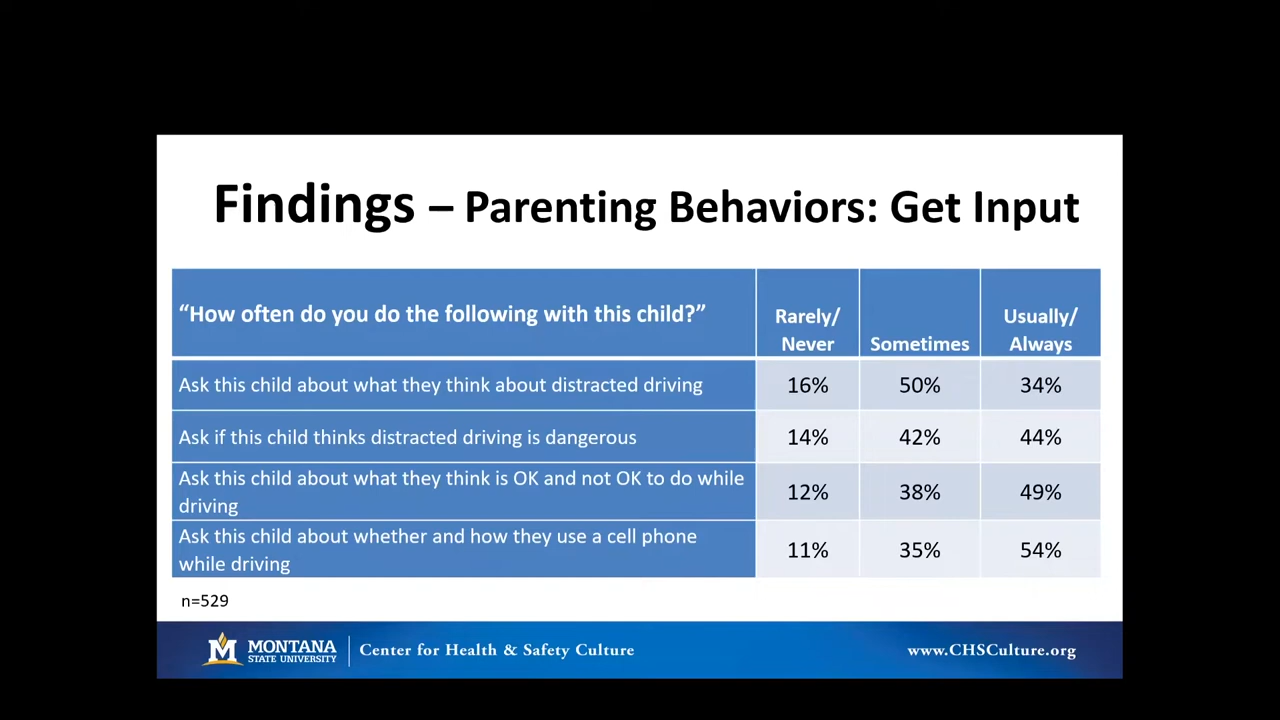 Findings – Parenting Behaviors: Get Input
“How often do you do the following with this child?”
Rarely/
Never
Sometimes
Usually/
Always
Ask this child about what they think about distracted driving
16%
50%
34%
Ask if this child thinks distracted driving is dangerous
14%
42%
44%
Ask this child about what they think is OK and not OK to do while
driving
12%
38%
49%
Ask this child about whether and how they use a cell phone
while driving
11%
35%
54%
n=529
M
MONTANA
STATE UNIVERSITY
Center for Health & Safety Culture
www.CHSCulture.org